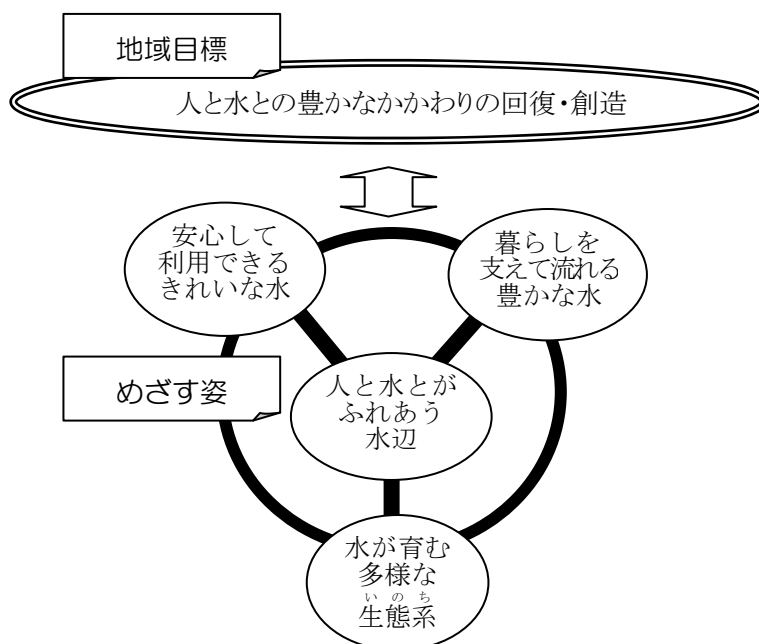 地域目標
人と水との豊かなかかわりの回復・創造
安心して
利用できる
きれいな水
暮らしを
支えて流れる
豊かな水
めざす姿
人と水とが
ふれあう
水辺
水が育む
多様な
いのち
生態系